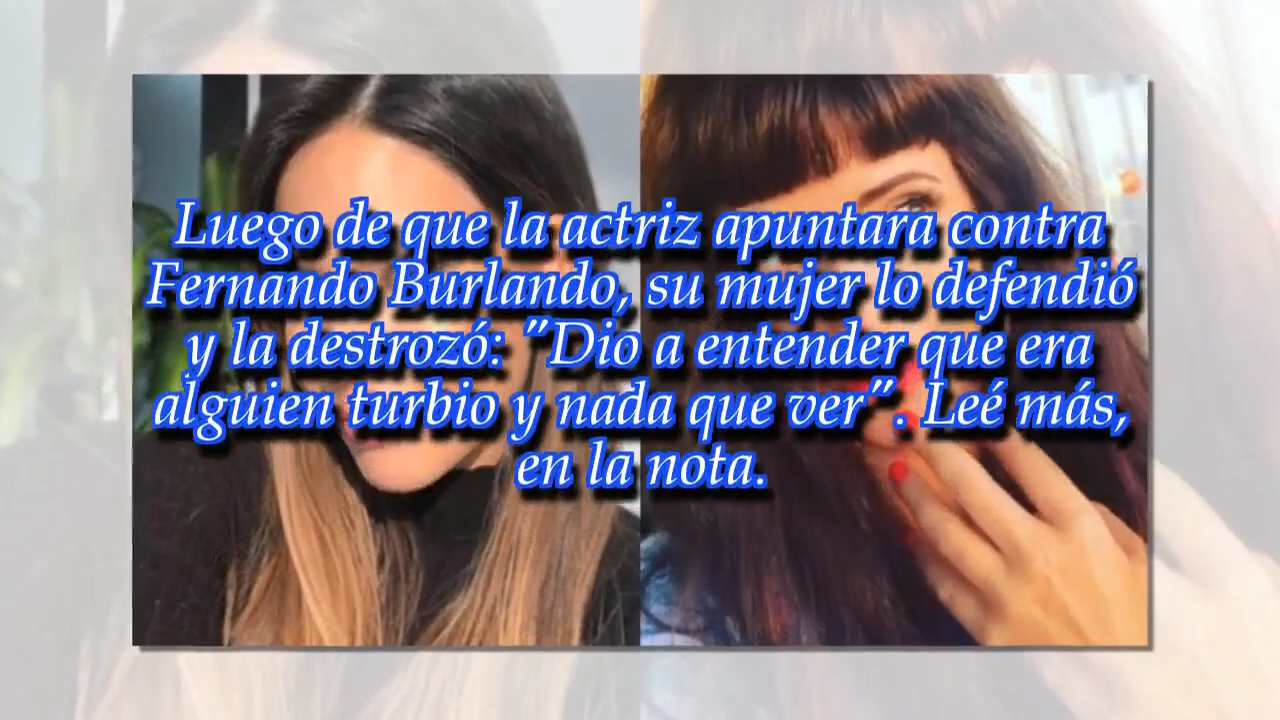 Luego de que la actriz apuntara contra
Fernando Burlando, su mujer lo defendió
y la destrozó: "Dio a entender que era
alguien turbio y nada que ver". Leé más,
en la nota.